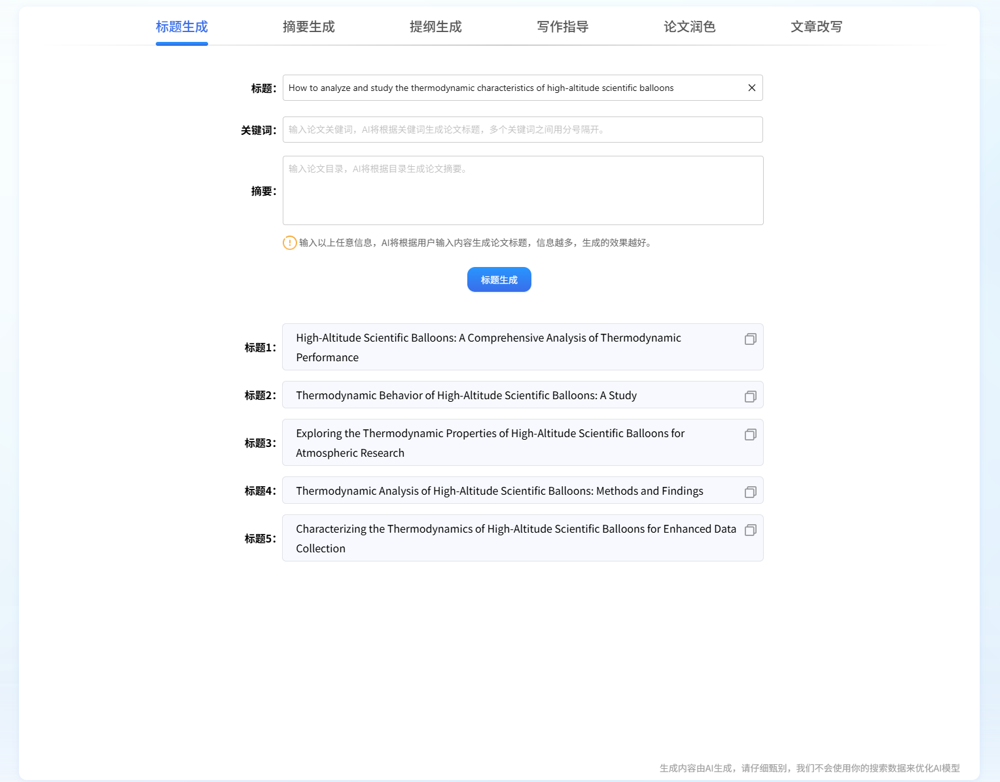 标题生成 摘要生成 提纲生成 写作指导 论文润色 文章改写
标题： How to analyze and study the thermodynamic characteristics of high-altitude scientific balloons
关键词： 输入论文关健词，AI将根据关健词生成论文标题，多个关键词之间用分号隔开。
输入论文目录，AI将根据目录生成论文摘要。
摘要：
输入以上任意信息，AI将根据用户输入内容生成论文标题，信息越多，生成的效果越好。
标题生成
标题1： High-Altitude Scientific Balloons: A Comprehensive Analysis of Thermodynamic
Performance
标题2： Thermodynamic Behavior of High-Altitude Scientific Balloons: A Study
标题3： Exploring the Thermodynamic Properties of High-Altitude Scientific Balloons for
Atmospheric Research
标题4： Thermodynamic Analysis of High-Altitude Scientific Balloons: Methods and Findings
标题5： Characterizing the Thermodynamics of High-Altitude Scientific Balloons for Enhanced Data
Collection
生成内容由AI生成，请仔细甄别，我们不会使用你的搜索数据来优化AI模型